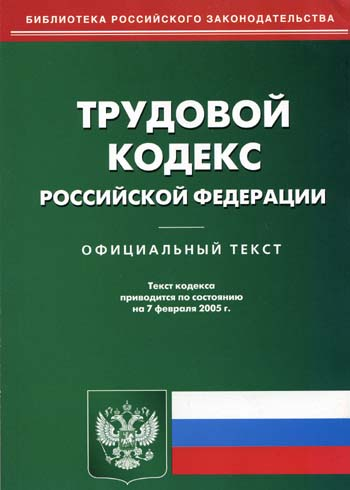 БИБЛИОТЕКА РОССИЙСКОГО ЗАКОНОДАТЕЛЬСТВА
ТРУДОВОЙ
КОДЕКС
РОССИЙСКОЙ ФЕДЕРАЦИИ
ОФИЦИАЛЬНЫЙ ТЕКСТ
Текст кодекса
приводится по состоянию
на 7 февраля 2005 г.